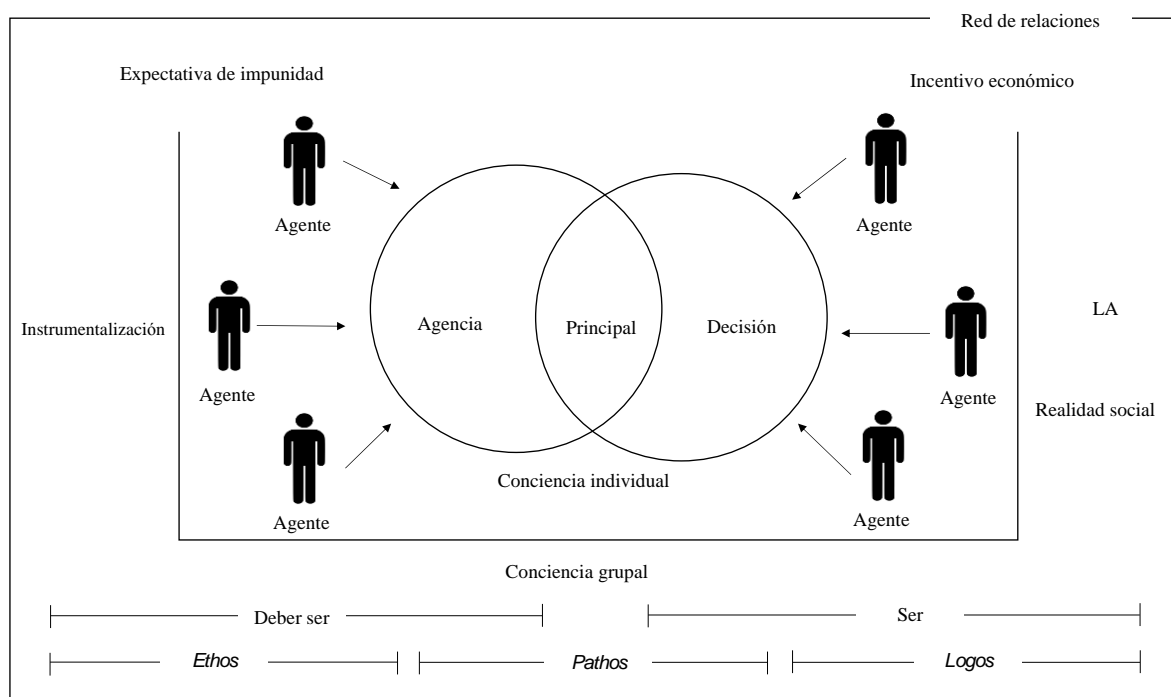 Red de relaciones
Expectativa de impunidad
Incentivo económico
Agente
Agente
Instrumentalización
Agencia
Principal
Decisión
LA
Agente
Agente
Realidad social
Conciencia individual
Agente
Agente
Conciencia grupal
Deber ser
Ser
Ethos
Pathos
Logos